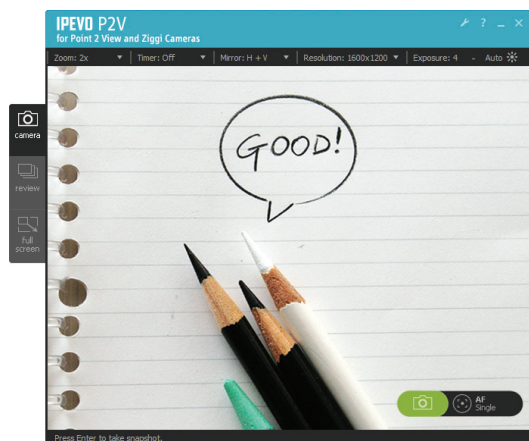 IPEVO P2V
for Point 2 View and Ziggi Cameras
Zoom: 2x Timer: Off Mirror: H + V Resolution: 1600x1200 Exposure: 4 - Auto
camera
review
full
screen
GOOD!
AF
Single
Press Enter to take snapshot.